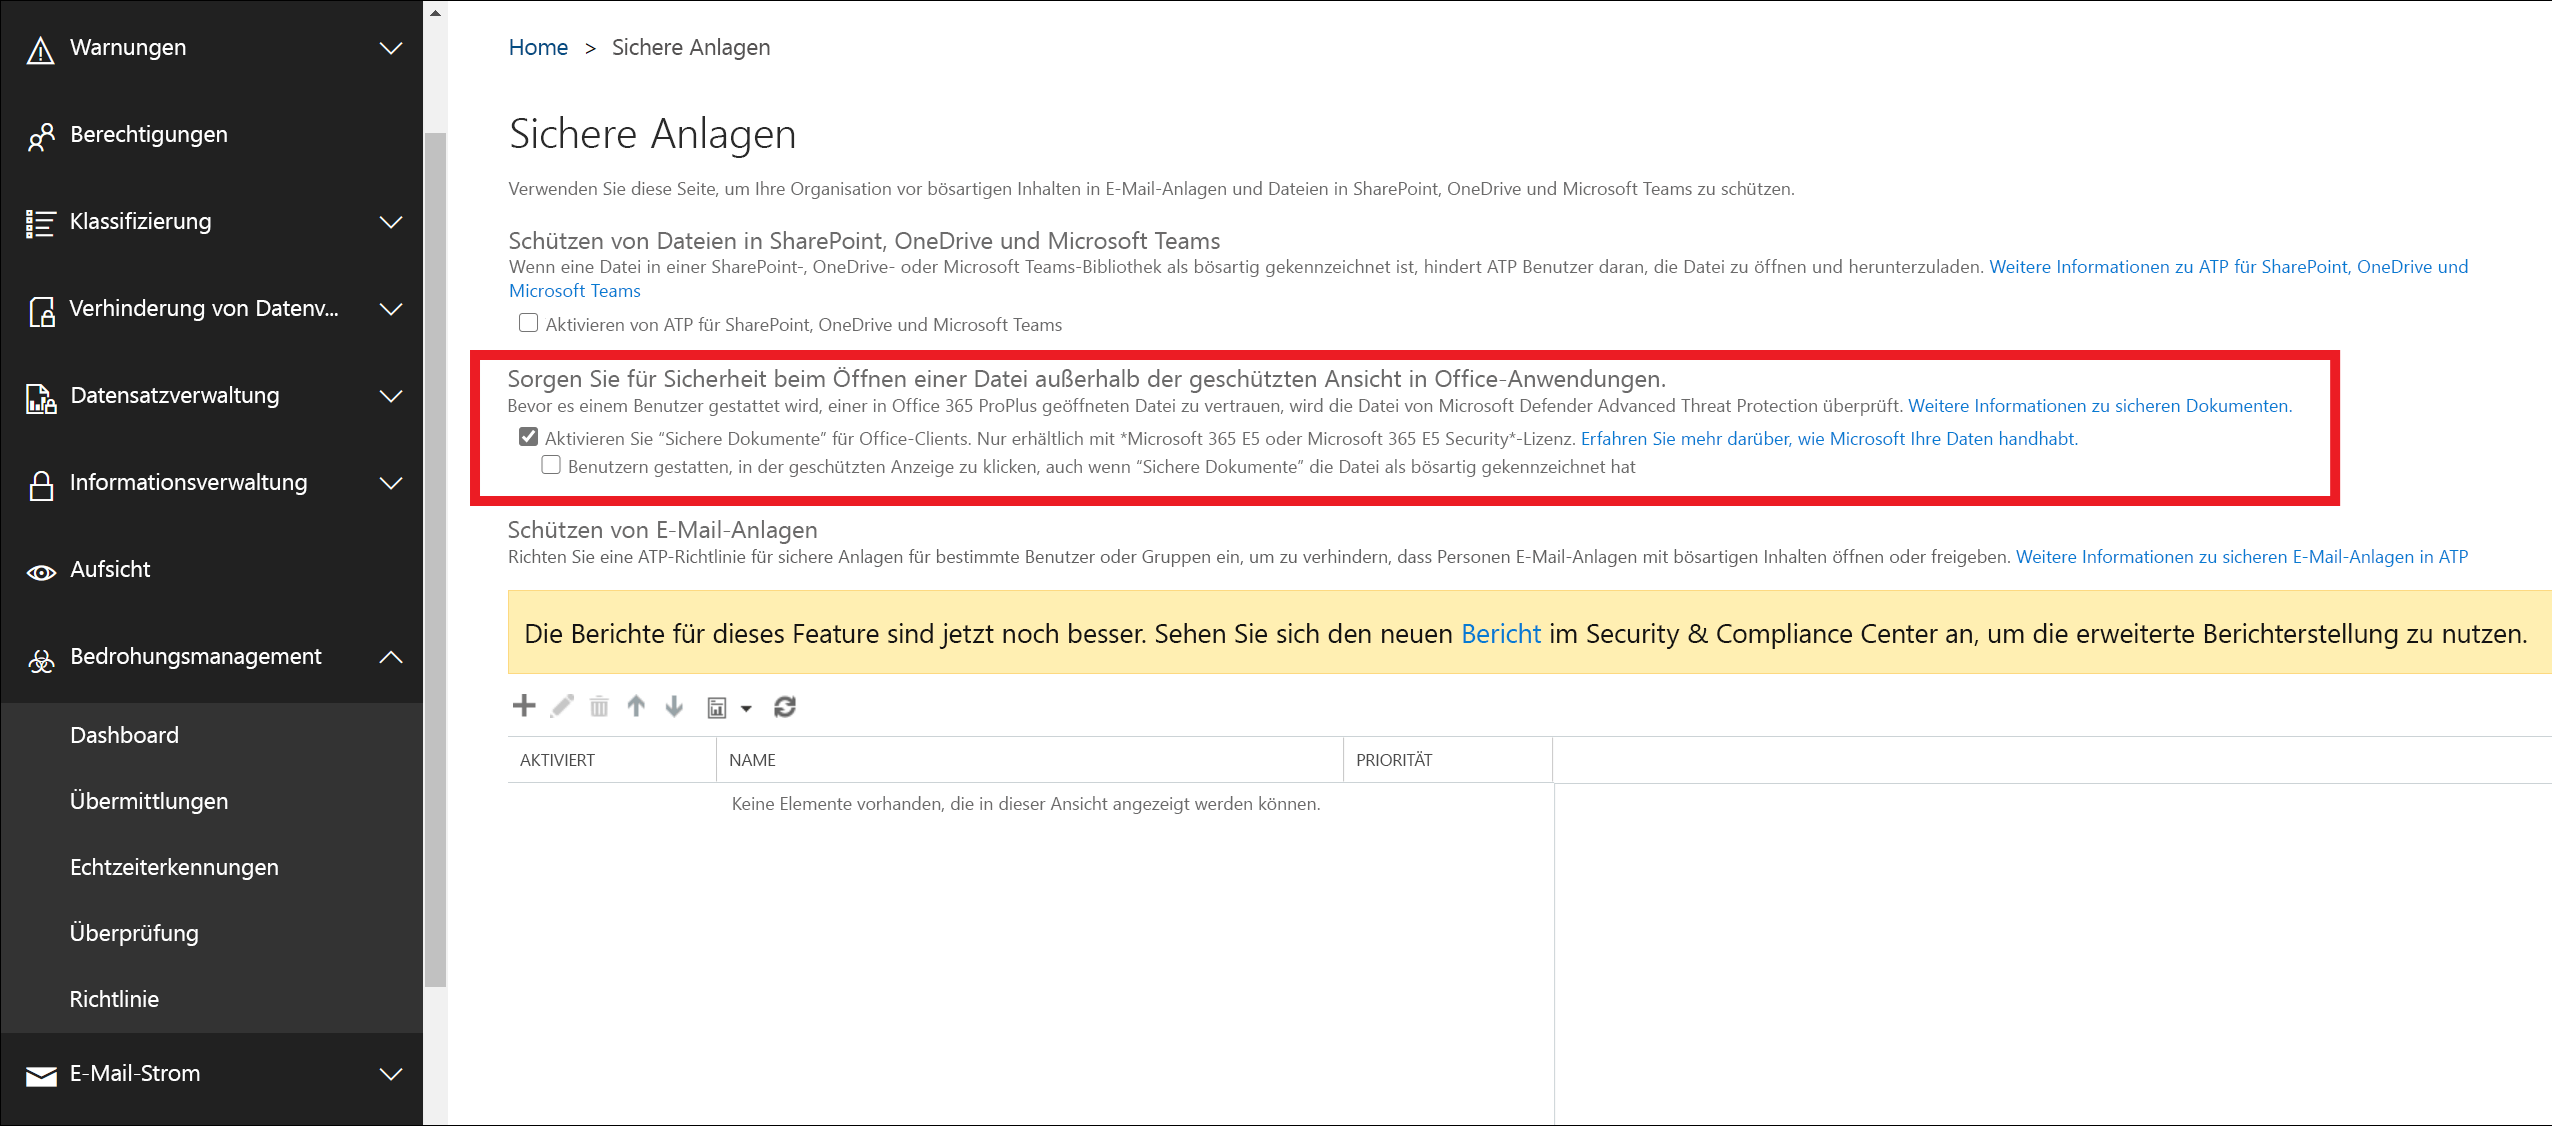 Warnungen
Berechtigungen
Klassifizierung
Verhinderung von Datenv...
Datensatzverwaltung
Informationsverwaltung
Aufsicht
Bedrohungsmanagement
Dashboard
Übermittlungen
Echtzeiterkennungen
Überprüfung
Richtlinie
E-Mail-Strom
Home > Sichere Anlagen
Sichere Anlagen
Verwenden Sie diese Seite, um Ihre Organisation vor bösartigen Inhalten in E-Mail-Anlagen und Dateien in SharePoint, OneDrive und Microsoft Teams zu schützen.
Schützen von Dateien in SharePoint, OneDrive und Microsoft Teams
Wenn eine Datei in einer SharePoint-, OneDrive- oder Microsoft Teams-Bibliothek als bösartig gekennzeichnet ist, hindert ATP Benutzer daran, die Datei zu öffnen und herunterzuladen. Weitere Informationen zu ATP für SharePoint, OneDrive und
Microsoft Teams
Aktivieren von ATP für SharePoint, OneDrive und Microsoft Teams
Sorgen Sie für Sicherheit beim Öffnen einer Datei außerhalb der geschützten Ansicht in Office-Anwendungen.
Bevor es einem Benutzer gestattet wird, einer in Office 365 ProPlus geöffneten Datei zu vertrauen, wird die Datei von Microsoft Defender Advanced Threat Protection überprüft. Weitere Informationen zu sicheren Dokumenten.
Aktivieren Sie “Sichere Dokumente” für Office-Clients. Nur erhältlich mit *Microsoft 365 E5 oder Microsoft 365 E5 Security*-Lizenz. Erfahren Sie mehr darüber, wie Microsoft Ihre Daten handhabt.
Benutzern gestatten, in der geschützten Anzeige zu klicken, auch wenn “Sichere Dokumente” die Datei als bösartig gekennzeichnet hat
Schützen von E-Mail-Anlagen
Richten Sie eine ATP-Richtlinie für sichere Anlagen für bestimmte Benutzer oder Gruppen ein, um zu verhindern, dass Personen E-Mail-Anlagen mit bösartigen Inhalten öffnen oder freigeben. Weitere Informationen zu sicheren E-Mail-Anlagen in ATP
Die Berichte für dieses Feature sind jetzt noch besser. Sehen Sie sich den neuen Bericht im Security & Compliance Center an, um die erweiterte Berichterstellung zu nutzen.
AKTIVIERT NAME PRIORITÄT
Keine Elemente vorhanden, die in dieser Ansicht angezeigt werden können.